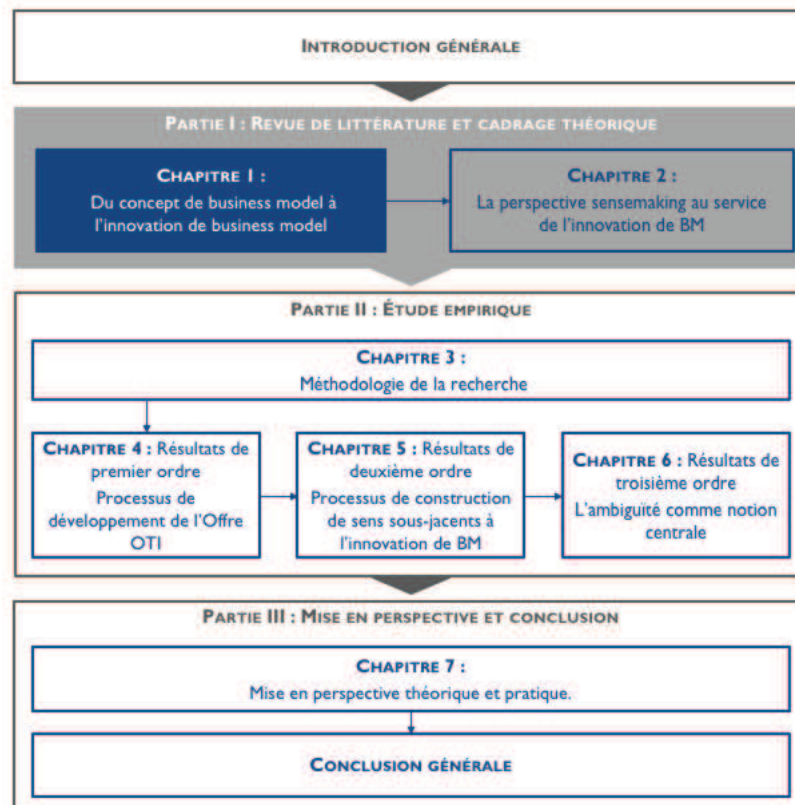 INTRODUCTION GÉNÉRALE
PARTIE I : REVUE DE LITTÉRATURE ET CADRAGE THÉORIQUE
CHAPITRE 1 :
Du concept de business model à
l'innovation de business model
CHAPITRE 2 :
La perspective sensemaking au service
de l'innovation de BM
PARTIE II : ÉTUDE EMPIRIQUE
CHAPITRE 3 :
Méthodologie de la recherche
CHAPITRE 4 : Résultats de
premier ordre
Processus de
développement de l'Offre
OTI
CHAPITRE 5 : Résultats de
deuxième ordre
Processus de construction
de sens sous-jacents à
l'innovation de BM
CHAPITRE 6 : Résultats de
troisième ordre
L'ambiguïté comme notion
centrale
PARTIE III : MISE EN PERSPECTIVE ET CONCLUSION
CHAPITRE 7 :
Mise en perspective théorique et pratique.
CONCLUSION GÉNÉRALE